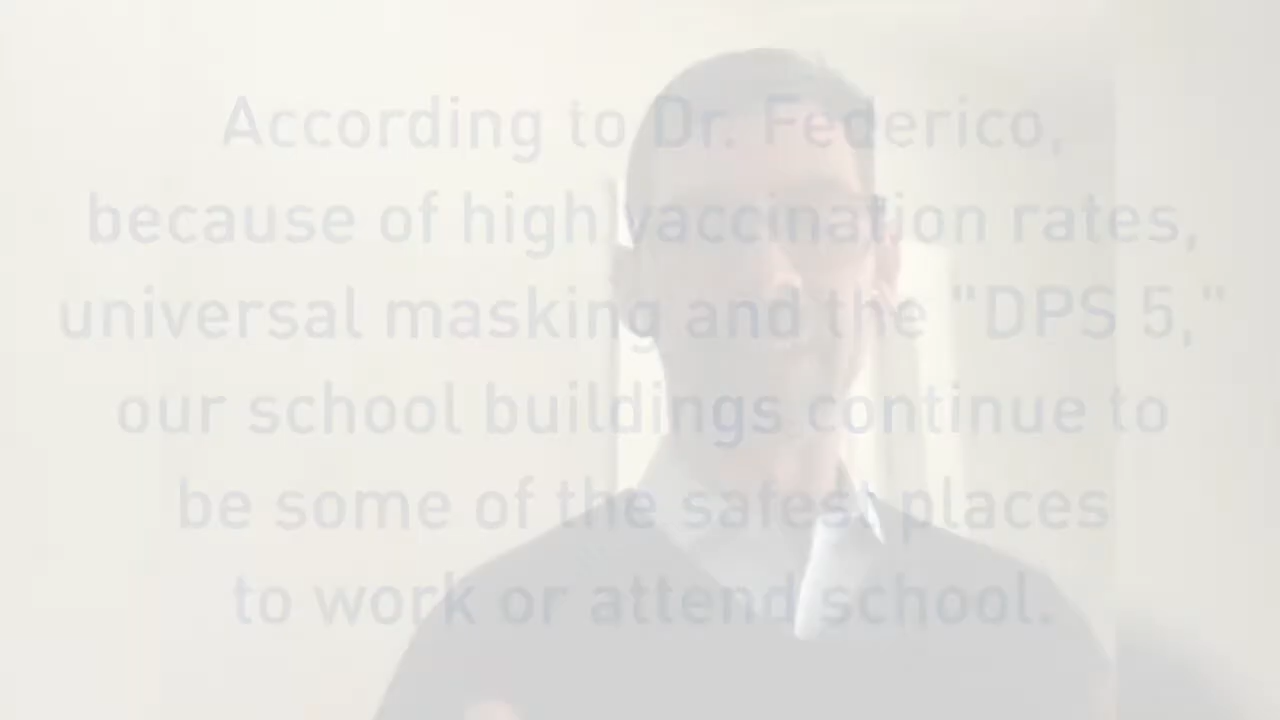 According to Dr. Federico,
because of high vaccination rates,
universal masking and the "DPS 5,"
our school buildings continue to
be some of the safest places
to work or attend school.